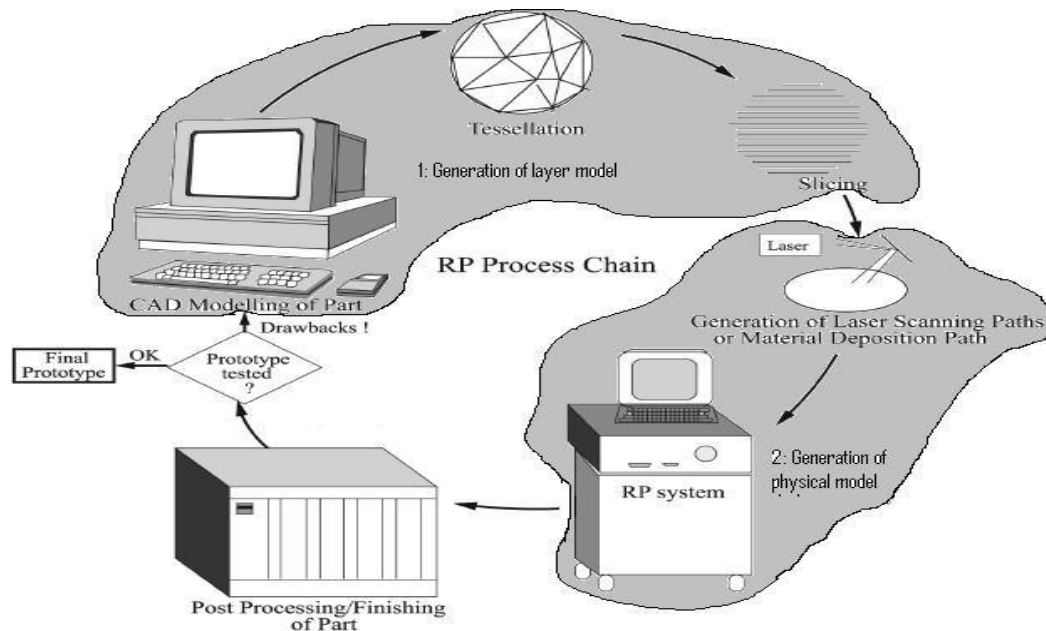 Tessellation
1: Generation of layer model
Slicing
RP Process Chain
Laser
CAD Modelling of Part
Generation of Laser Scanning Paths
or Material Deposition Path
Drawbacks !
OK
Final
Prototype
Prototype
tested
?
RP system
2: Generation of
physical model
Post Processing/Finishing
of Part